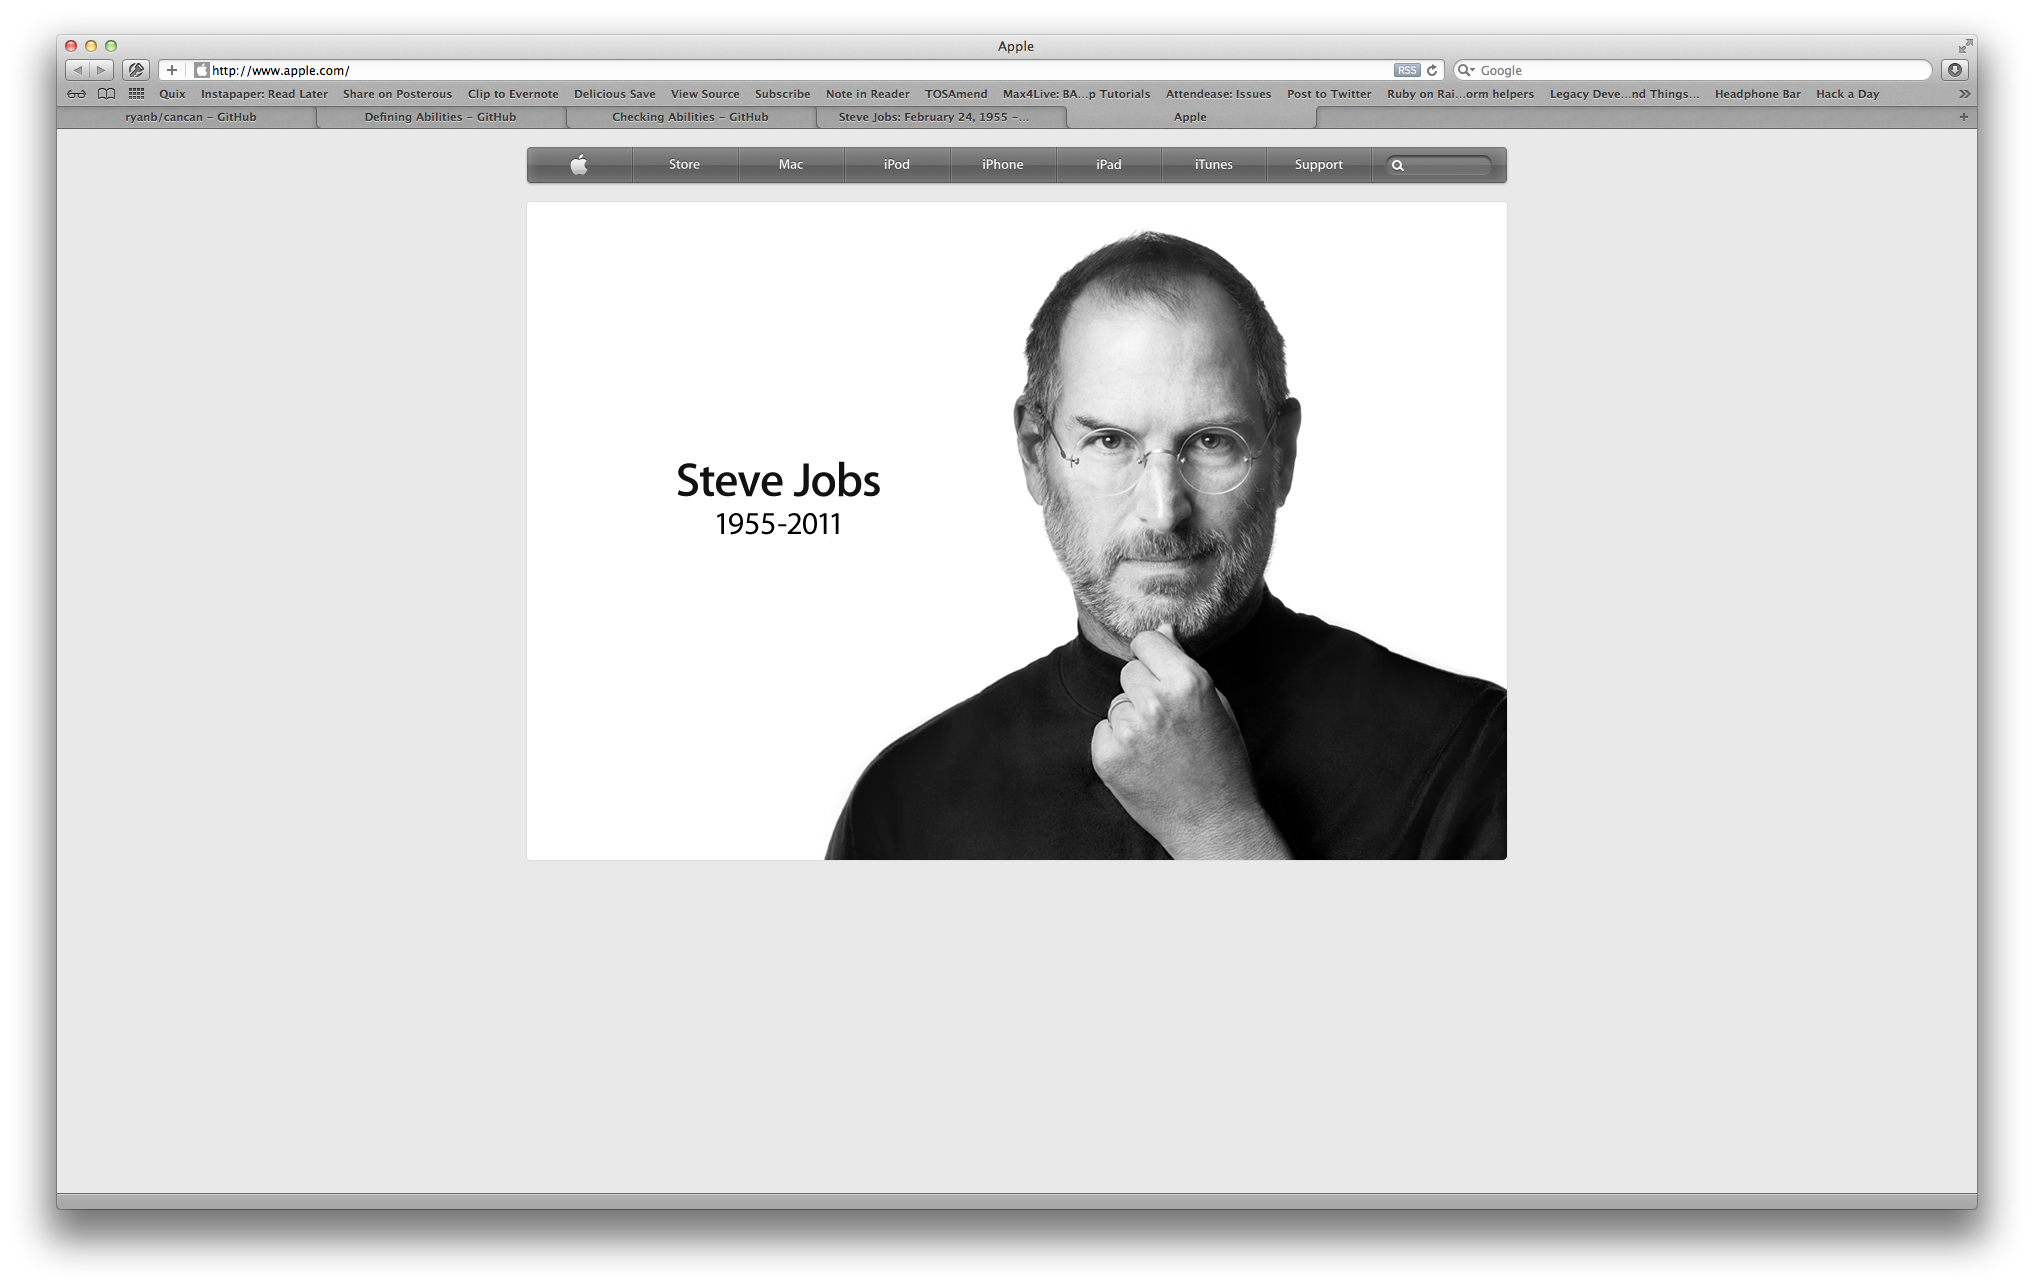 Apple
http://www.apple.com/
RSS
Google
Quix Instapaper: Read Later Share on Posterous Clip to Evernote Delicious Save View Source Subscribe Note in Reader TOSAmend Max4Live: BA...p Tutorials Attendease: Issues Post to Twitter Ruby on Rai...orm helpers Legacy Deve...nd Things... Headphone Bar Hack a Day
ryanb/cancan – GitHub Defining Abilities – GitHub Checking Abilities – GitHub Steve Jobs: February 24, 1955 –... Apple
Store Mac iPod iPhone iPad iTunes Support
Steve Jobs
1955-2011